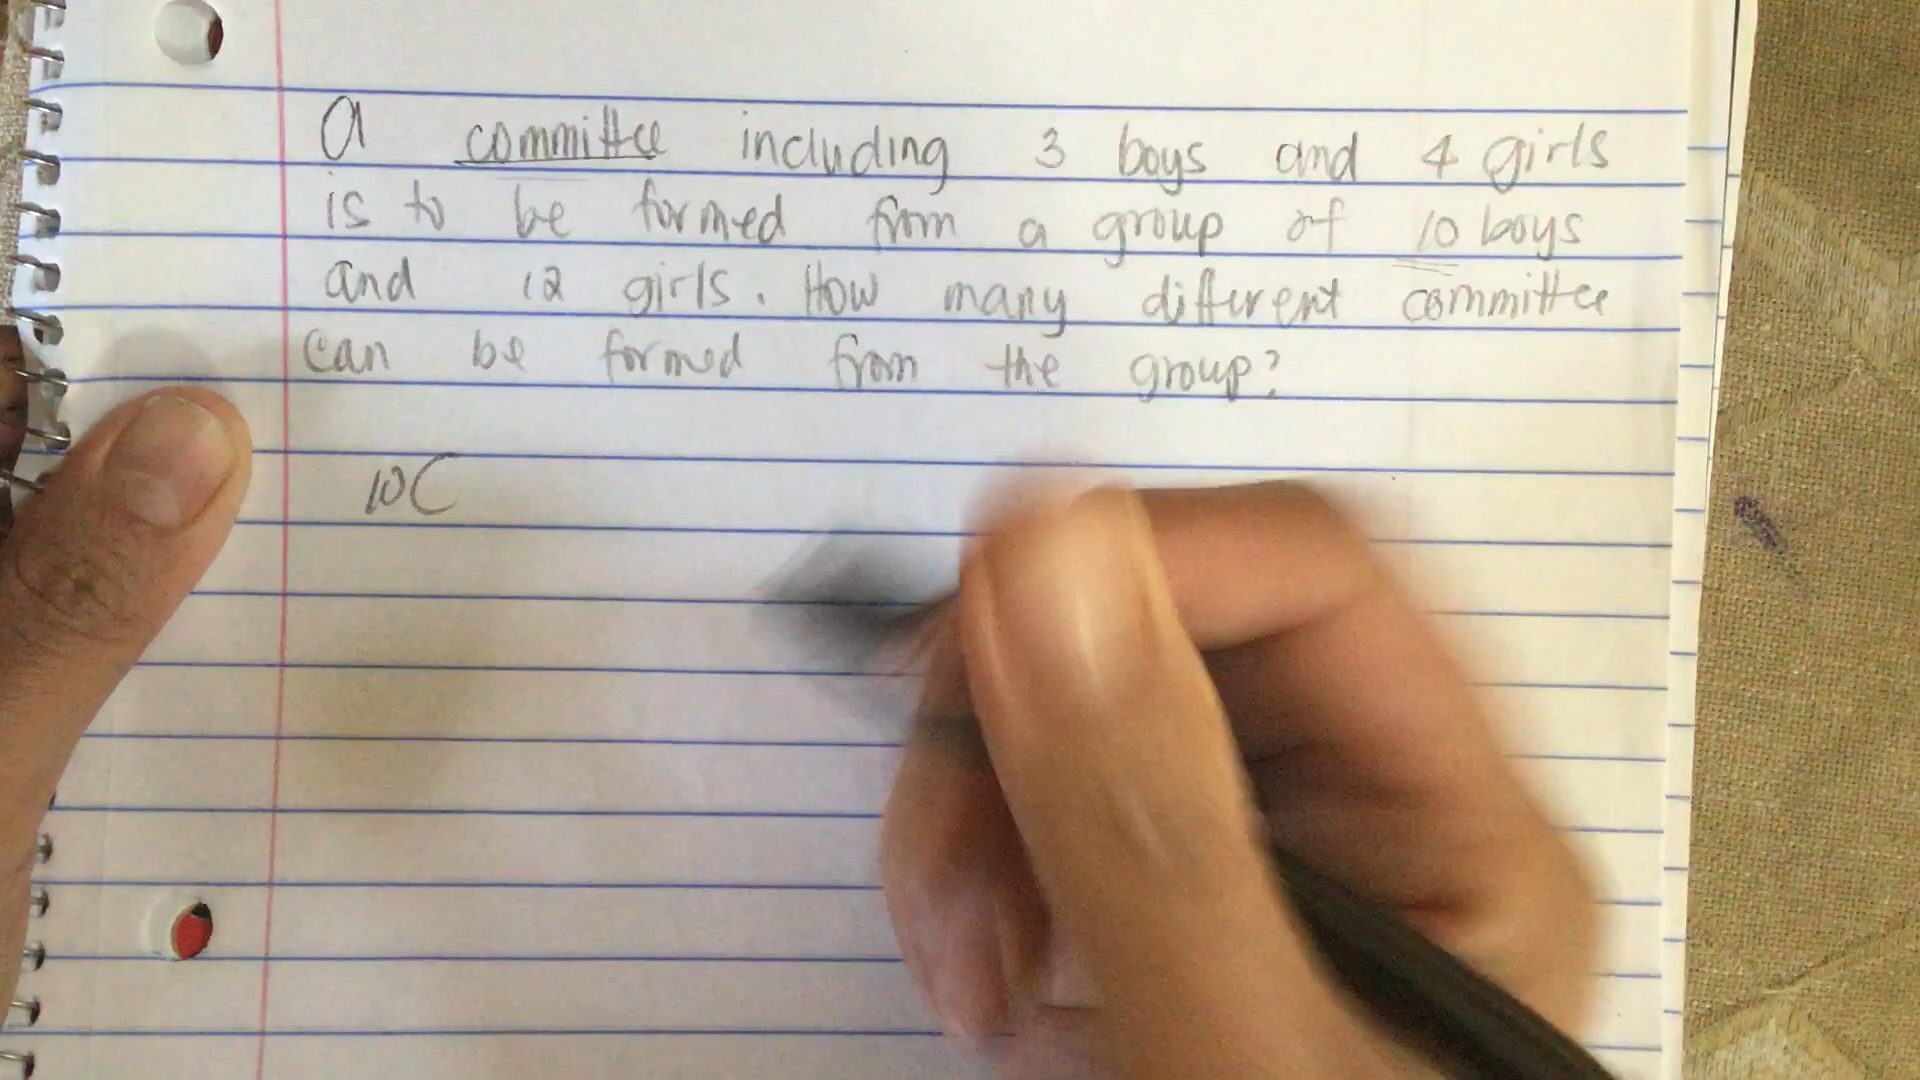 A committee including 3 boys and 4 girls
is to be formed from a group of 10 boys
and 12 girls. How many different committee
can be formed from the group?
10C